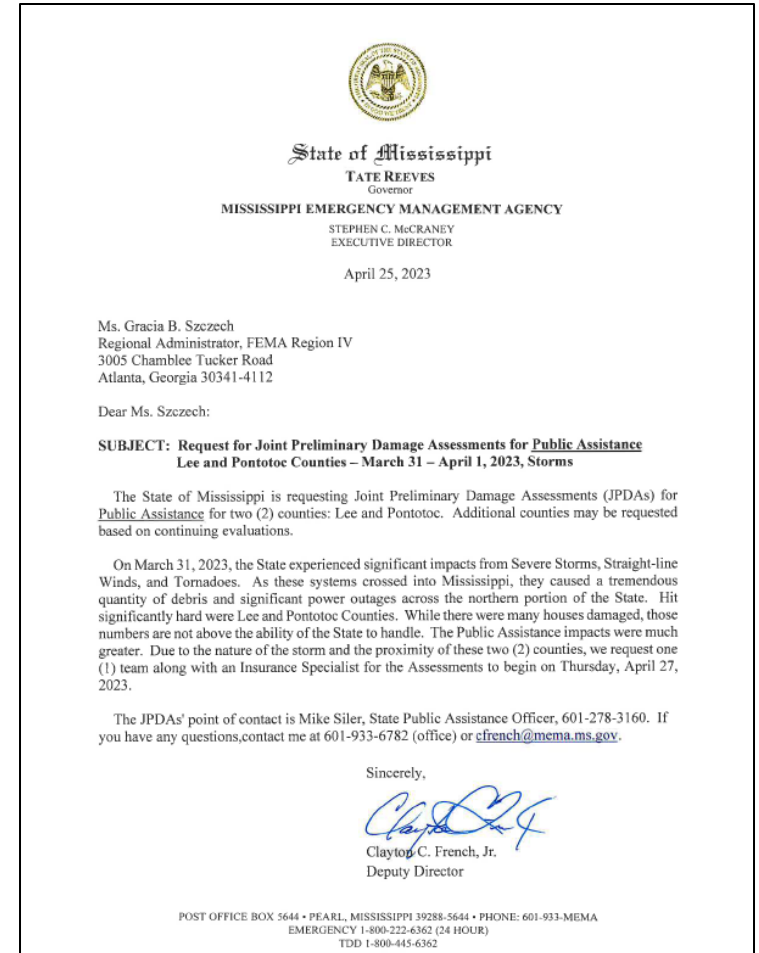 State of Mississippi
TATE REEVES
Governor
MISSISSIPPI EMERGENCY MANAGEMENT AGENCY
STEPHEN C. McCRANEY
EXECUTIVE DIRECTOR
April 25, 2023
Ms. Gracia B. Szczech
Regional Administrator, FEMA Region IV
3005 Chamblee Tucker Road
Atlanta, Georgia 30341-4112
Dear Ms. Szczech:
SUBJECT: Request for Joint Preliminary Damage Assessments for Public Assistance
Lee and Pontotoc Counties – March 31 – April 1, 2023, Storms
The State of Mississippi is requesting Joint Preliminary Damage Assessments (JPDAs) for
Public Assistance for two (2) counties: Lee and Pontotoc. Additional counties may be requested
based on continuing evaluations.
On March 31, 2023, the State experienced significant impacts from Severe Storms, Straight-line
Winds, and Tornadoes. As these systems crossed into Mississippi, they caused a tremendous
quantity of debris and significant power outages across the northern portion of the State. Hit
significantly hard were Lee and Pontotoc Counties. While there were many houses damaged, those
numbers are not above the ability of the State to handle. The Public Assistance impacts were much
greater. Due to the nature of the storm and the proximity of these two (2) counties, we request one
(1) team along with an Insurance Specialist for the Assessments to begin on Thursday, April 27,
2023.
The JPDAs' point of contact is Mike Siler, State Public Assistance Officer, 601-278-3160. If
you have any questions,contact me at 601-933-6782 (office) or cfrench@mema.ms.gov.
Sincerely,
Clayton C. French, Jr.
Deputy Director
POST OFFICE BOX 5644 • PEARL, MISSISSIPPI 39288-5644 • PHONE: 601-933-MEMA
EMERGENCY 1-800-222-6362 (24 HOUR)
TDD 1-800-445-6362